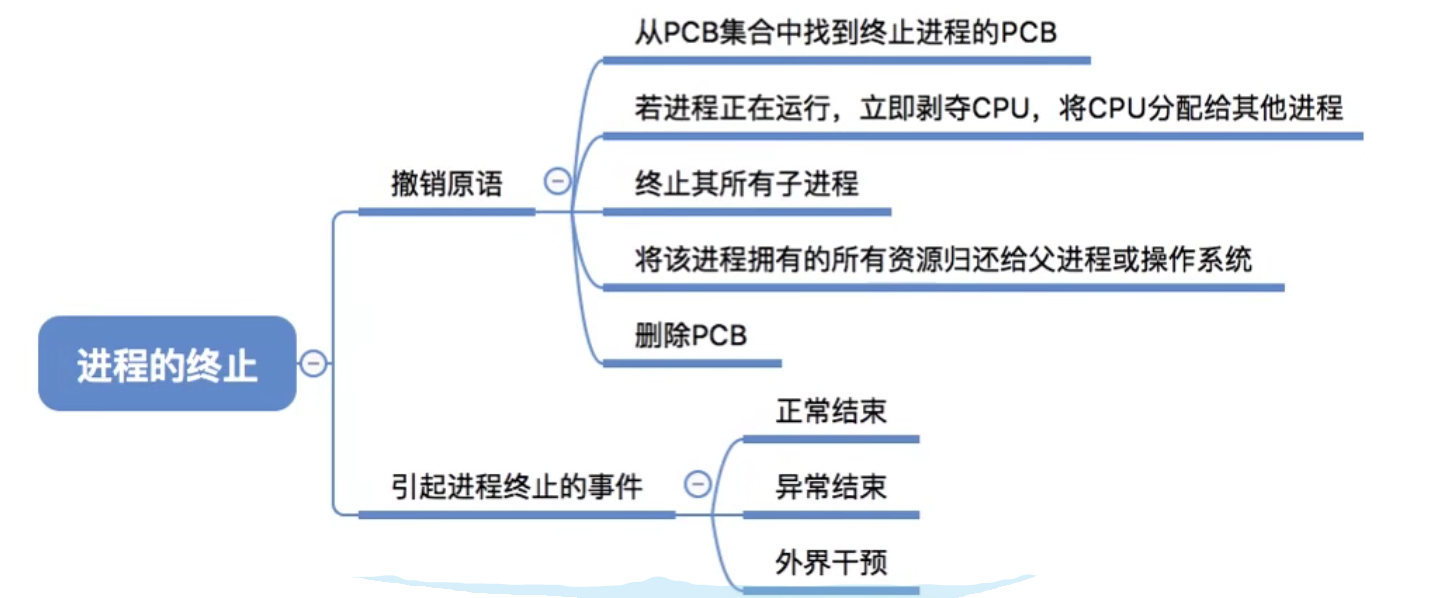 进程的终止
撤销原语
从PCB集合中找到终止进程的PCB
若进程正在运行，立即剥夺CPU，将CPU分配给其他进程
终止其所有子进程
将该进程拥有的所有资源归还给父进程或操作系统
删除PCB
引起进程终止的事件
正常结束
异常结束
外界干预